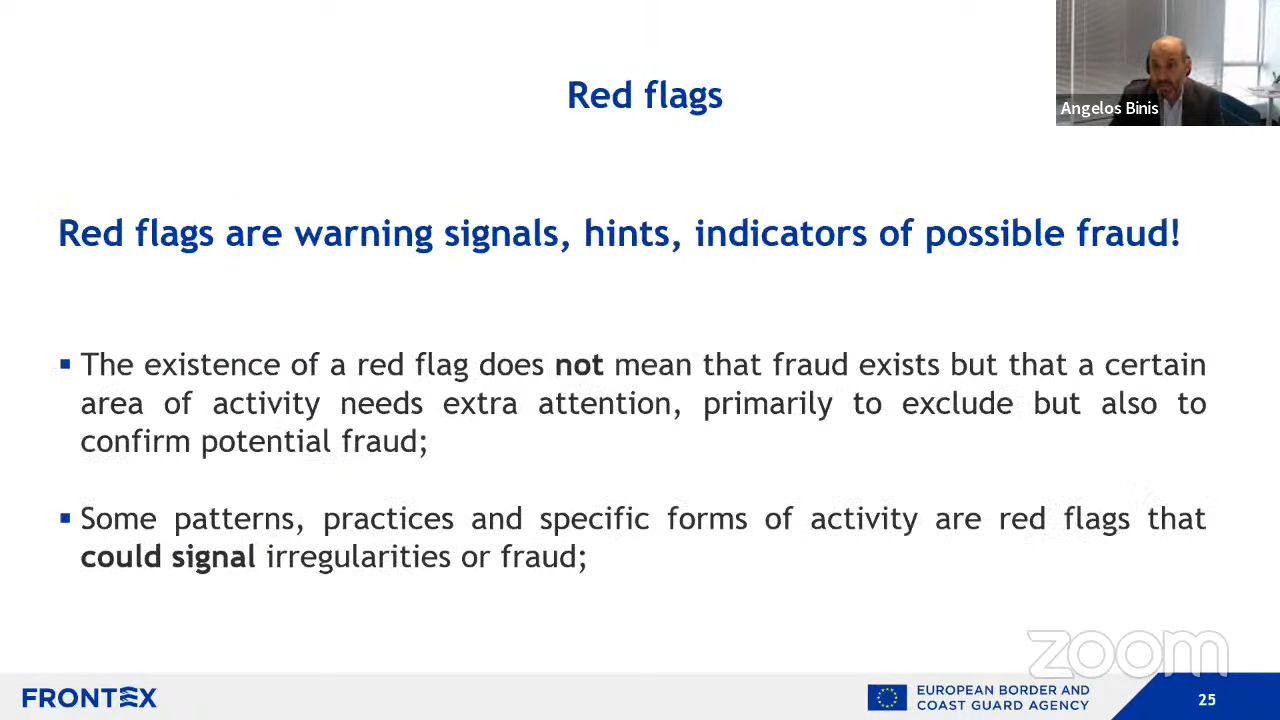 Red flags
Angelos Binis
Red flags are warning signals, hints, indicators of possible fraud!
▪ The existence of a red flag does not mean that fraud exists but that a certain
area of activity needs extra attention, primarily to exclude but also to
confirm potential fraud;
▪ Some patterns, practices and specific forms of activity are red flags that
could signal irregularities or fraud;
zoom
FRONTEX
EUROPEAN BORDER AND
COAST GUARD AGENCY
25